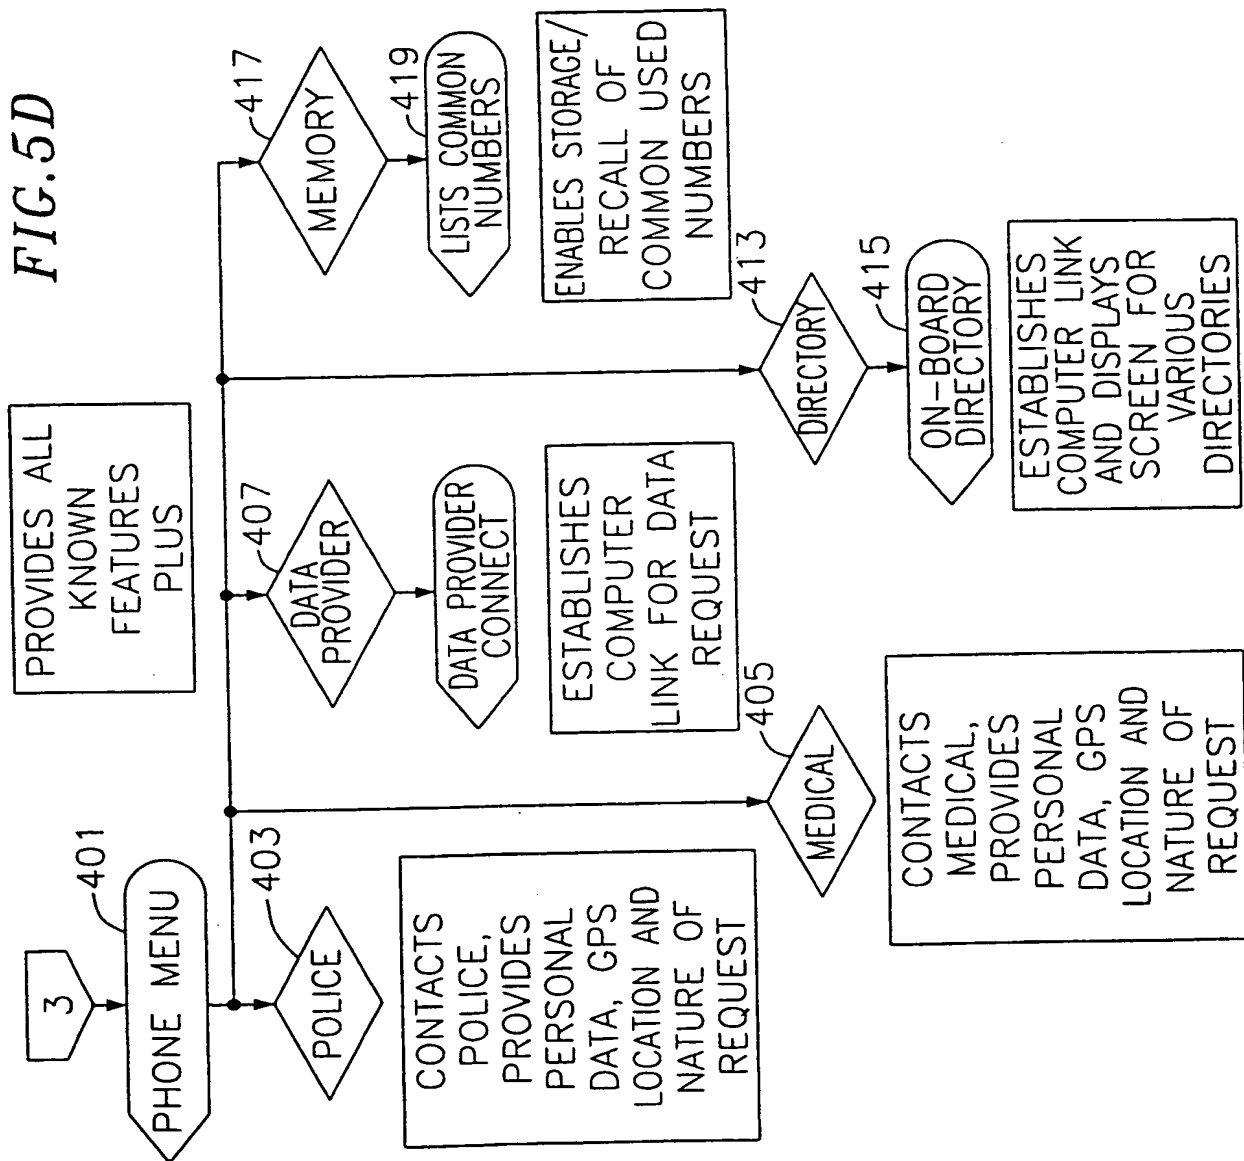 FIG.5D
3
401
PHONE MENU
PROVIDES ALL
KNOWN
FEATURES
PLUS
403
POLICE
CONTACTS
POLICE,
PROVIDES
PERSONAL
DATA, GPS
LOCATION AND
NATURE OF
REQUEST
405
MEDICAL
CONTACTS
MEDICAL,
PROVIDES
PERSONAL
DATA, GPS
LOCATION AND
NATURE OF
REQUEST
407
DATA
PROVIDER
DATA PROVIDER
CONNECT
ESTABLISHES
COMPUTER
LINK FOR DATA
REQUEST
413
DIRECTORY
415
ON-BOARD
DIRECTORY
ESTABLISHES
COMPUTER LINK
AND DISPLAYS
SCREEN FOR
VARIOUS
DIRECTORIES
417
MEMORY
419
LISTS COMMON
NUMBERS
ENABLES STORAGE/
RECALL OF
COMMON USED
NUMBERS